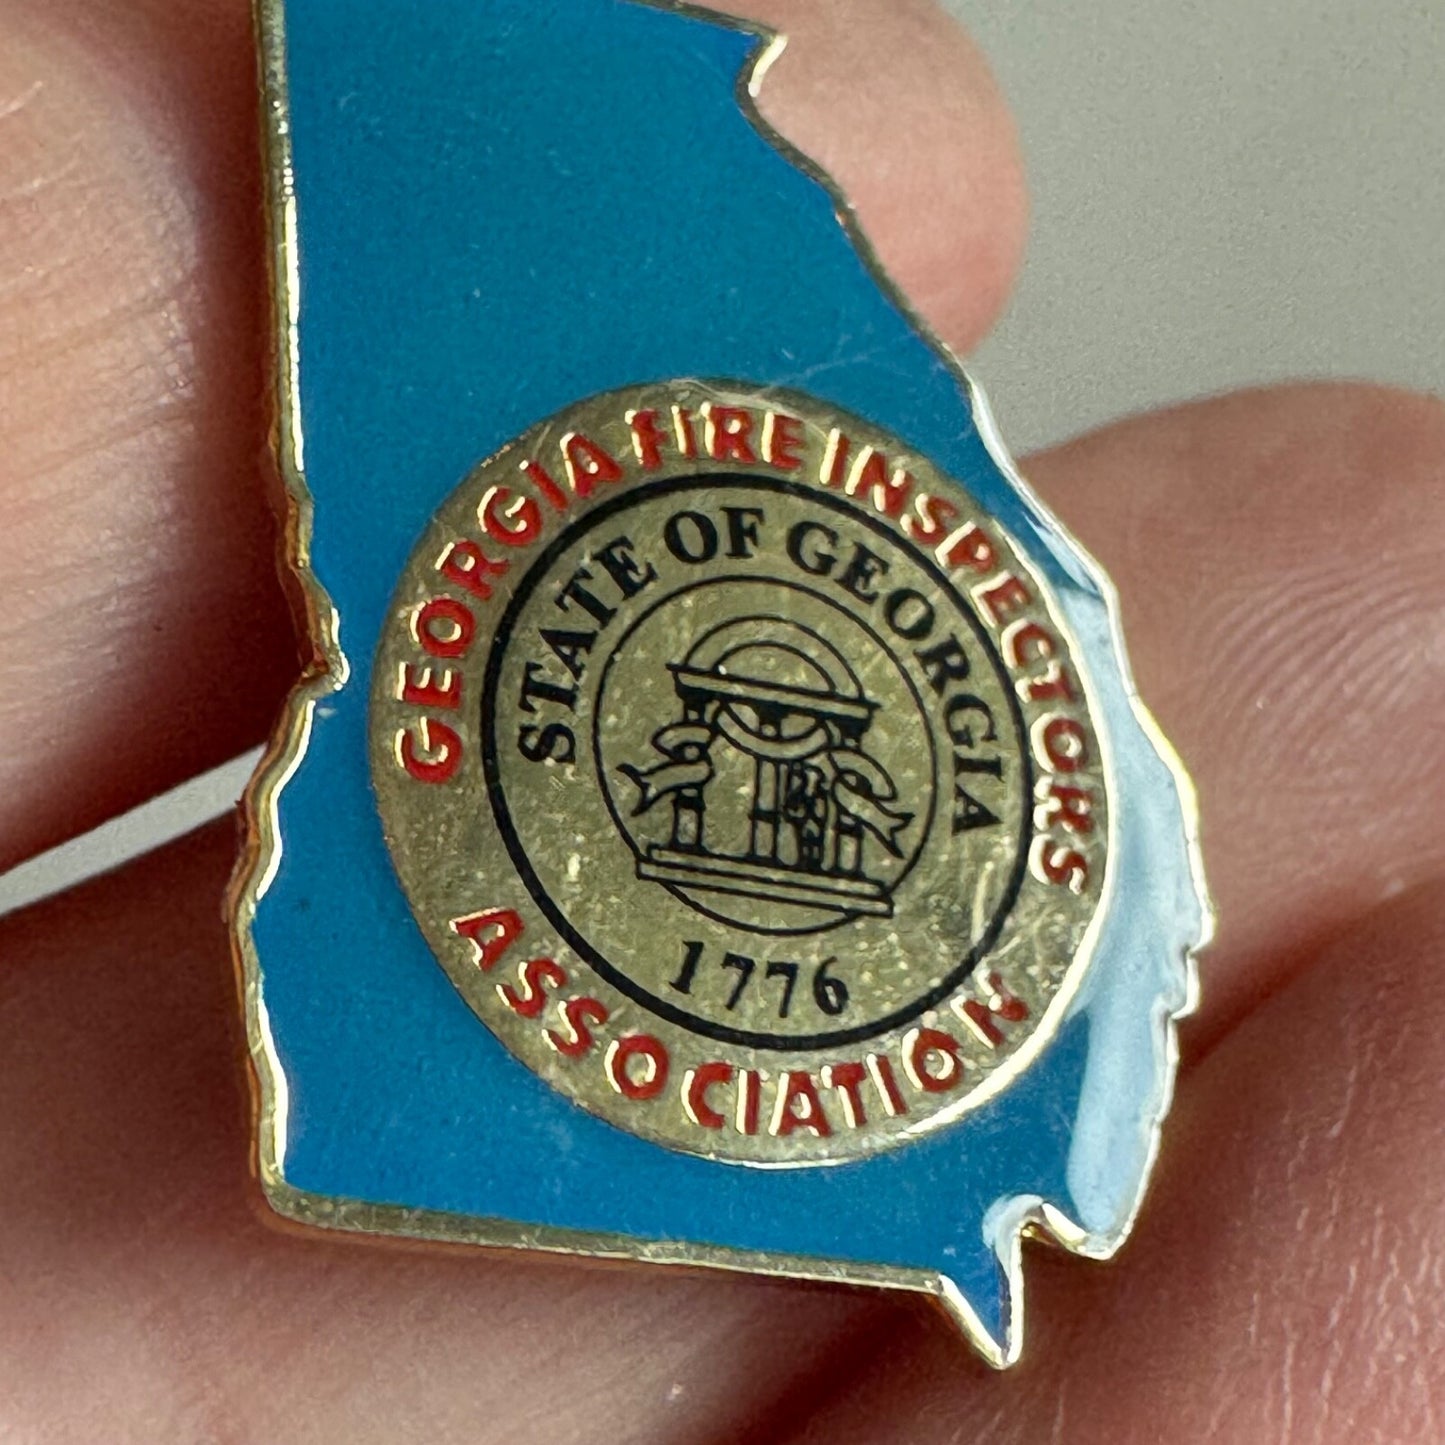 GEORGIA FIRE INSPECTORS
ASSOCIATION
STATE OF GEORGIA
1776